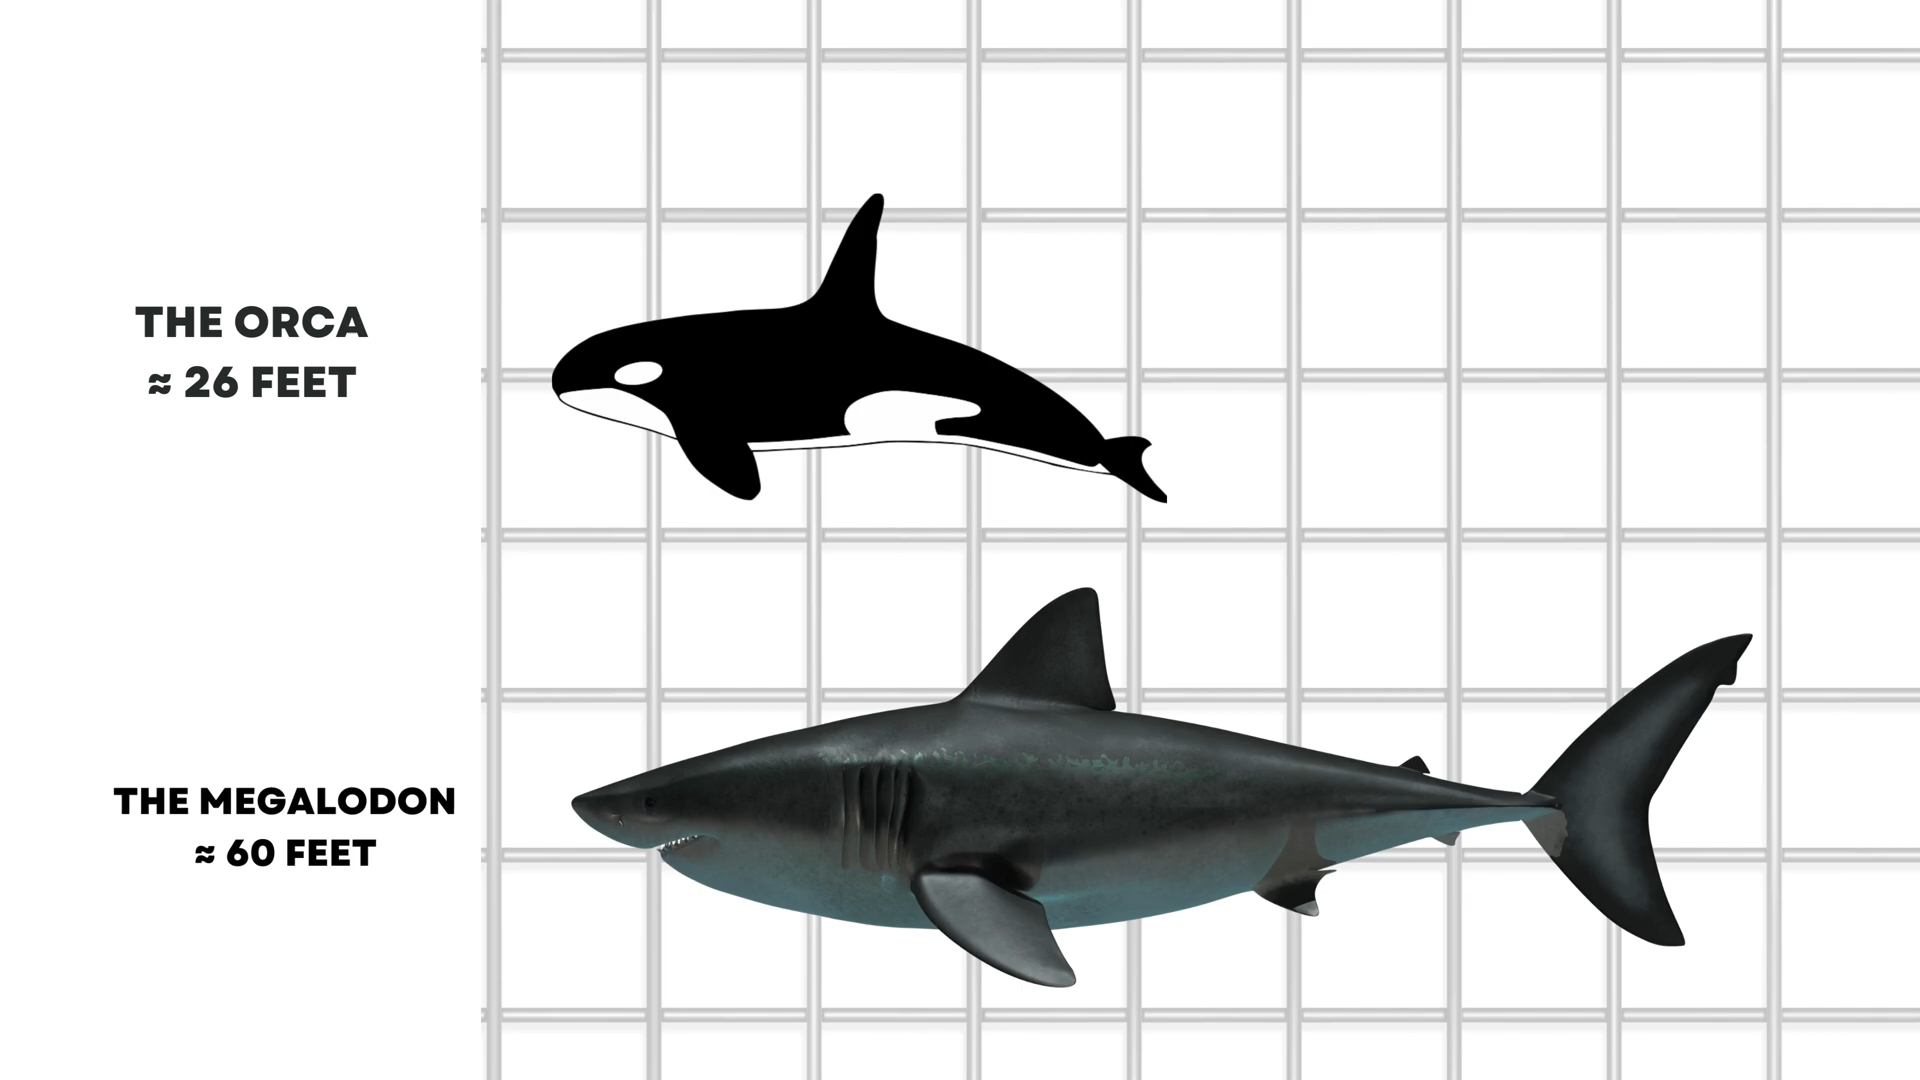 THE ORCA
≈ 26 FEET
THE MEGALODON
≈ 60 FEET